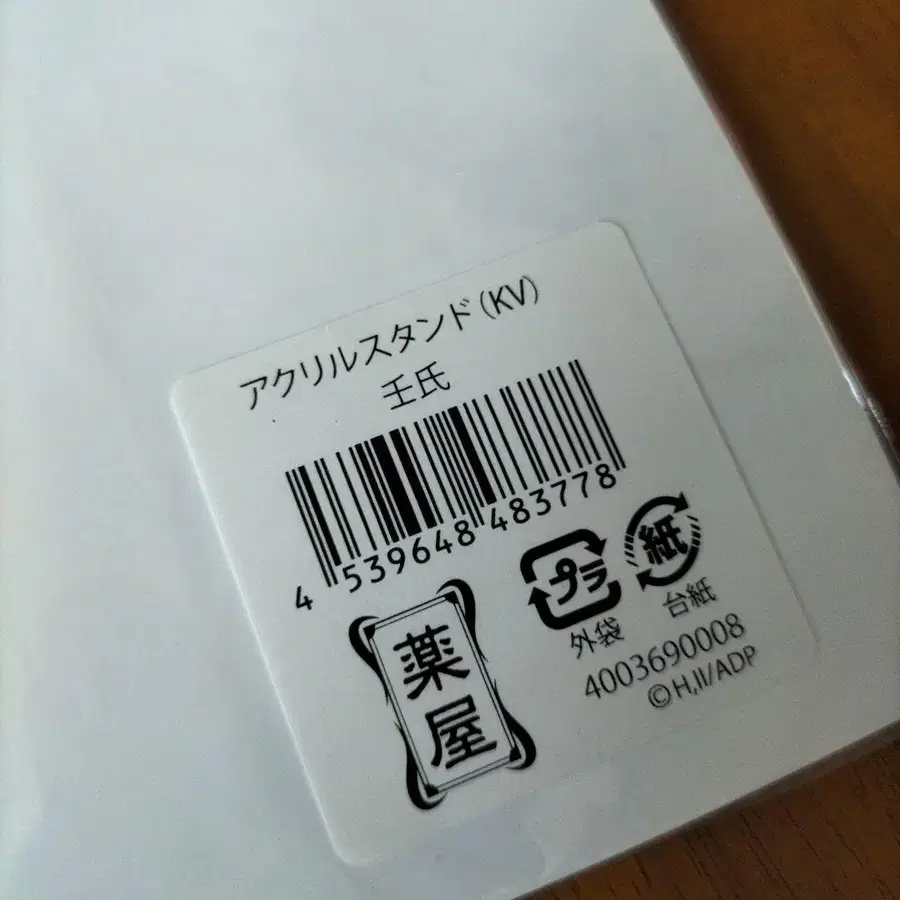 アクリルスタンド(KV)
壬氏
4 539648 483778
プラ
外袋
紙
台紙
4003690008
©H,II/ADP
薬屋